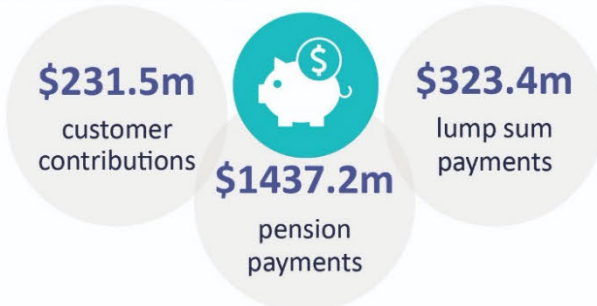 $231.5m
customer
contributions
$
$1437.2m
pension
payments
$323.4m
lump sum
payments